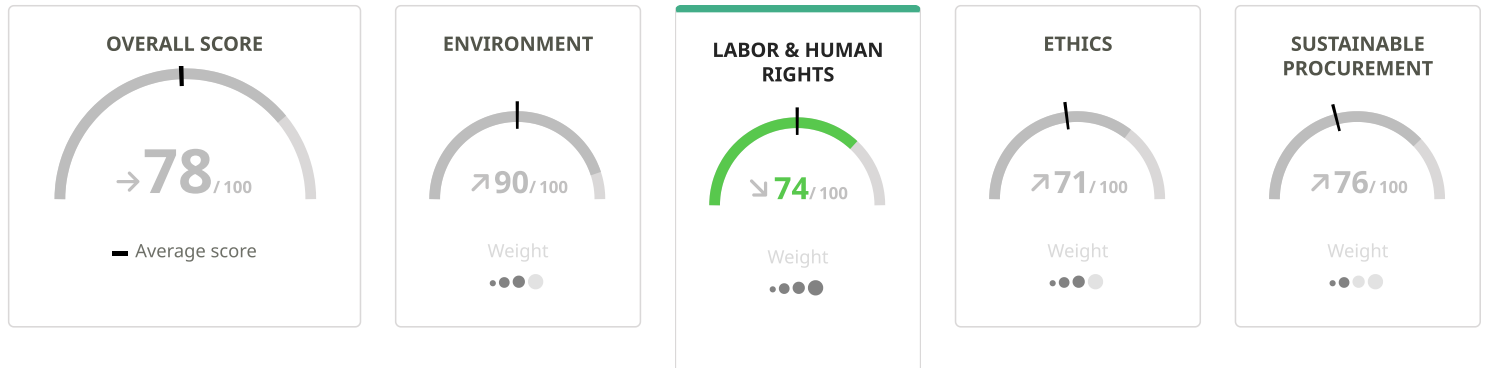 OVERALL SCORE
78/ 100
Average score
ENVIRONMENT
90/ 100
Weight
LABOR & HUMAN
RIGHTS
74/ 100
Weight
ETHICS
71/ 100
Weight
SUSTAINABLE
PROCUREMENT
76/ 100
Weight